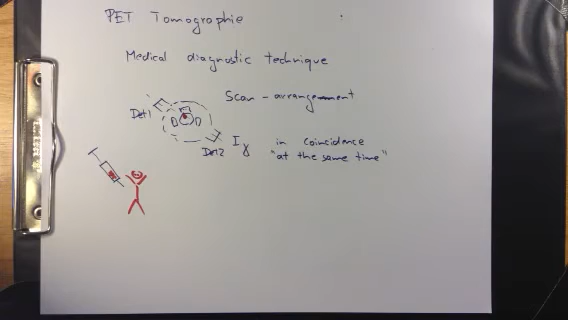 PET Tomographie
Medical diagnostic technique
Scan - arrangement
Det1
Det2 Iγ in coincidence
"at the same time"